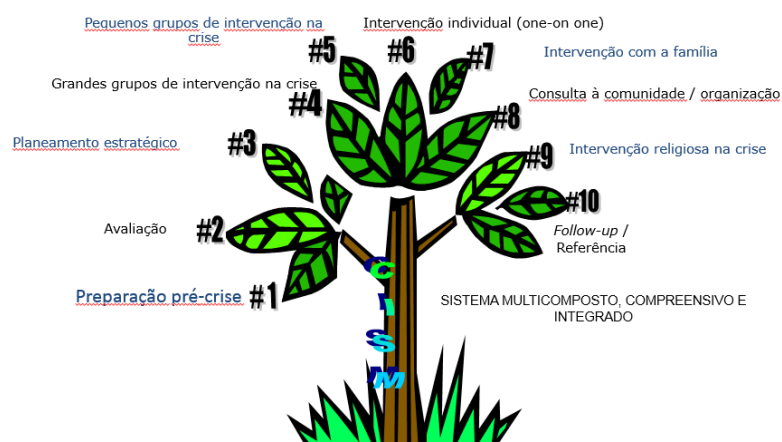 Pequenos grupos de intervenção na
crise
Intervenção individual (one-on one)
#5
#6
#7
Intervenção com a família
Grandes grupos de intervenção na crise
#4
Consulta à comunidade / organização
#8
Planeamento estratégico
#3
#9
Intervenção religiosa na crise
#10
Avaliação
#2
Follow-up /
Referência
Preparação pré-crise
#1
SISTEMA MULTICOMPOSTO, COMPREENSIVO E
INTEGRADO
CISM